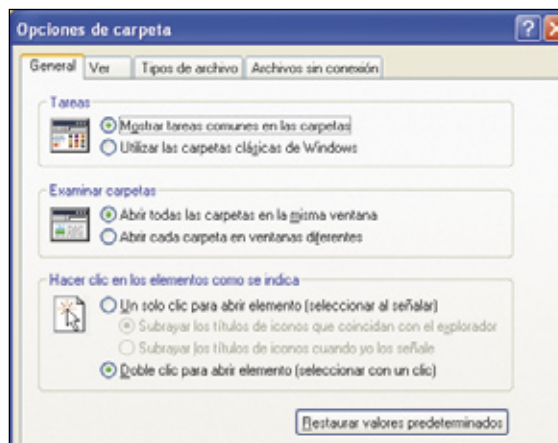 Opciones de carpeta
General Ver Tipos de archivo Archivos sin conexión
Tareas
Mostrar tareas comunes en las carpetas
Utilizar las carpetas clásicas de Windows
Examinar carpetas
Abrir todas las carpetas en la misma ventana
Abrir cada carpeta en ventanas diferentes
Hacer clic en los elementos como se indica
Un solo clic para abrir elemento (seleccionar al señalar)
Subrayar los títulos de iconos que coincidan con el explorador
Subrayar los títulos de iconos cuando yo los señale
Doble clic para abrir elemento (seleccionar con un clic)
Restaurar valores predeterminados